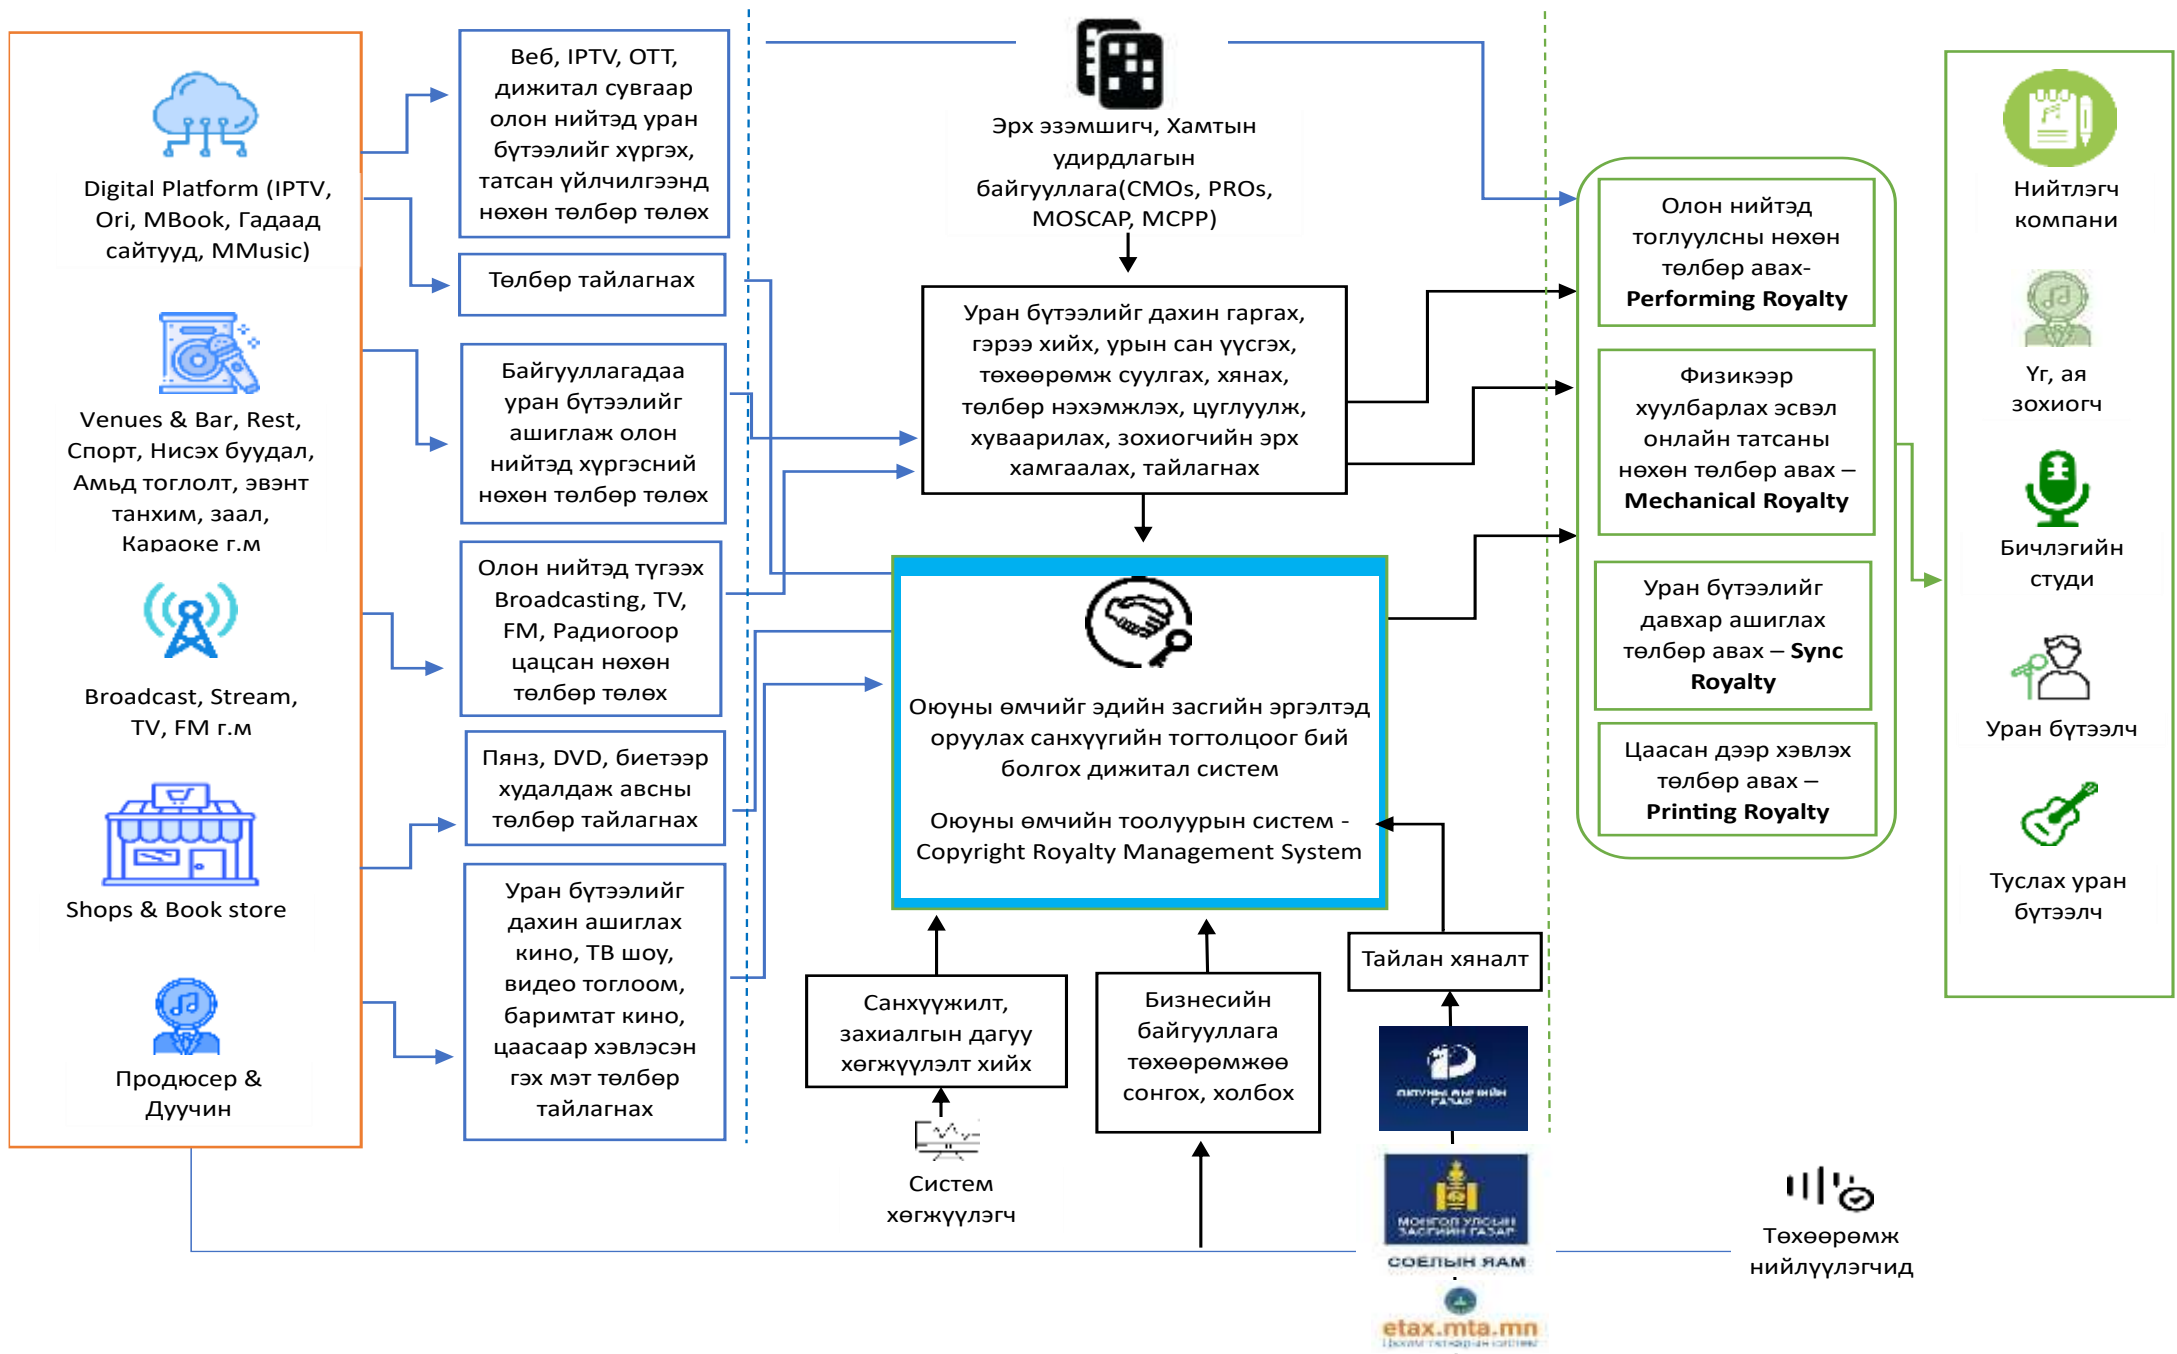 Digital Platform (IPTV,
Ori, MBook, Гадаад
сайтууд, MMusic)
Venues & Bar, Rest,
Спорт, Нисэх буудал,
Амьд тоглолт, эвэнт
танхим, заал,
Караоке г.м
Broadcast, Stream,
TV, FM г.м
Shops & Book store
Продюсер &
Дуучин
Веб, IPTV, OTT,
дижитал сувгаар
олон нийтэд уран
бүтээлийг хүргэх,
татсан үйлчилгээнд
нөхөн төлбөр төлөх
Төлбөр тайлагнах
Байгууллагадаа
уран бүтээлийг
ашиглаж олон
нийтэд хүргэсний
нөхөн төлбөр төлөх
Олон нийтэд түгээх
Broadcasting, TV,
FM, Радиогоор
цацсан нөхөн
төлбөр төлөх
Пянз, DVD, биетээр
худалдаж авсны
төлбөр тайлагнах
Уран бүтээлийг
дахин ашиглах
кино, ТВ шоу,
видео тоглоом,
баримтат кино,
цаасаар хэвлэсэн
гэх мэт төлбөр
тайлагнах
Эрх эзэмшигч, Хамтын
удирдлагын
байгууллага(CMOs, PROs,
MOSCAP, MCPP)
Уран бүтээлийг дахин гаргах,
гэрээ хийх, урын сан үүсгэх,
төхөөрөмж суулгах, хянах,
төлбөр нэхэмжлэх, цуглуулж,
хуваарилах, зохиогчийн эрх
хамгаалах, тайлагнах
Оюуны өмчийг эдийн засгийн эргэлтэд
оруулах санхүүгийн тогтолцоог бий
болгох дижитал систем
Оюуны өмчийн тоолуурын систем -
Copyright Royalty Management System
Санхүүжилт,
захиалгын дагуу
хөгжүүлэлт хийх
Систем
хөгжүүлэгч
Бизнесийн
байгууллага
төхөөрөмжөө
сонгох, холбох
Тайлан хяналт
ОЮУНЫ ӨМЧИЙН
ГАЗАР
МОНГОЛ УЛСЫН
ЗАСГИЙН ГАЗАР
СОЁЛЫН ЯАМ
etax.mta.mn
Олон нийтэд
тоглуулсны нөхөн
төлбөр авах-
Performing Royalty
Физикээр
хуулбарлах эсвэл
онлайн татсаны
нөхөн төлбөр авах –
Mechanical Royalty
Уран бүтээлийг
давхар ашиглах
төлбөр авах – Sync
Royalty
Цаасан дээр хэвлэх
төлбөр авах –
Printing Royalty
Нийтлэгч
компани
Үг, ая
зохиогч
Бичлэгийн
студи
Уран бүтээлч
Туслах уран
бүтээлч
Төхөөрөмж
нийлүүлэгчид